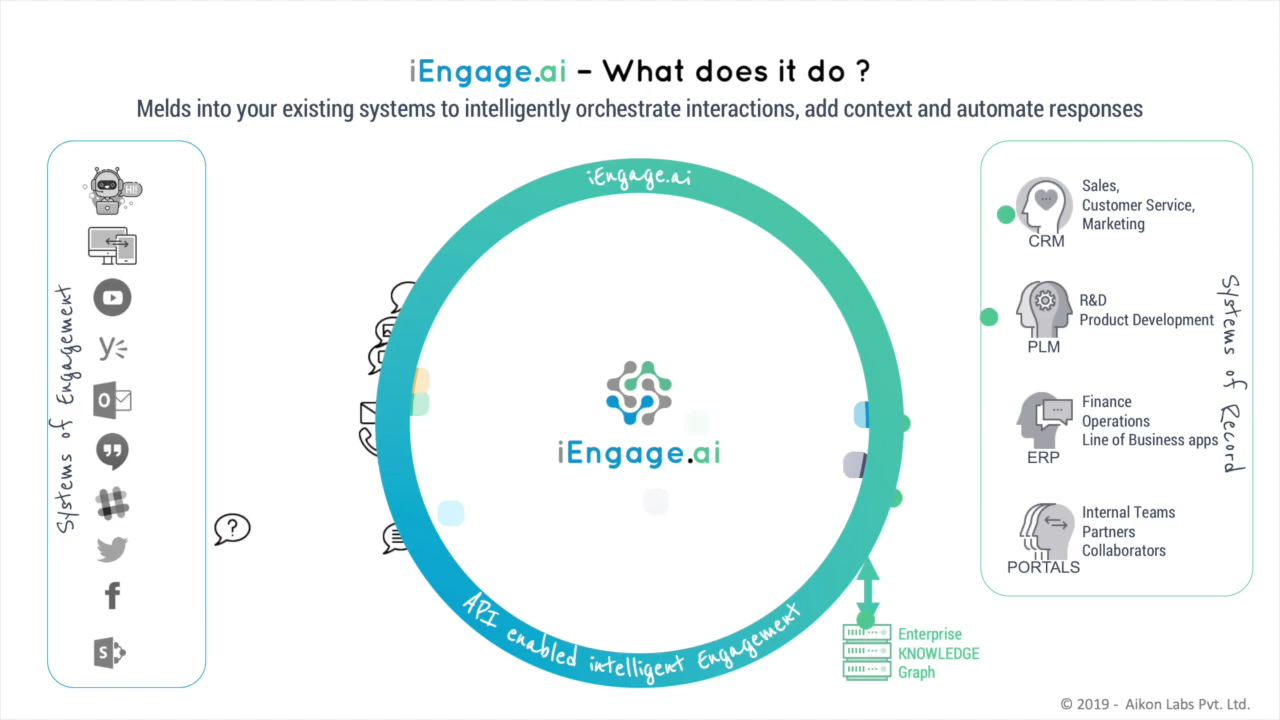 iEngage.ai – What does it do ?
Melds into your existing systems to intelligently orchestrate interactions, add context and automate responses
Systems of Engagement
HI!
?
iEngage.ai
iEngage.ai
API enabled intelligent Engagement
Sales,
Customer Service,
Marketing
CRM
R&D
Product Development
PLM
Finance
Operations
Line of Business apps
ERP
Internal Teams
Partners
Collaborators
PORTALS
Systems of Record
Enterprise
KNOWLEDGE
Graph
© 2019 - Aikon Labs Pvt. Ltd.